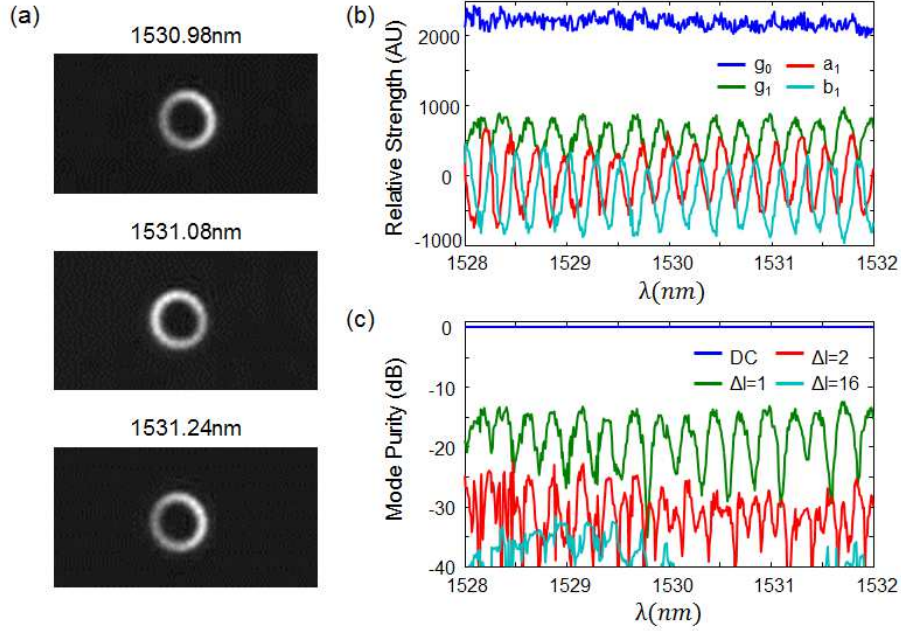 (a)
1530.98nm
1531.08nm
1531.24nm
(b)
Relative Strength (AU)
2000
1000
0
-1000
g₀ a₁
g₁ b₁
1528 1529 1530 1531 1532
λ(nm)
(c)
Mode Purity (dB)
0
-10
-20
-30
-40
DC Δl=2
Δl=1 Δl=16
1528 1529 1530 1531 1532
λ(nm)